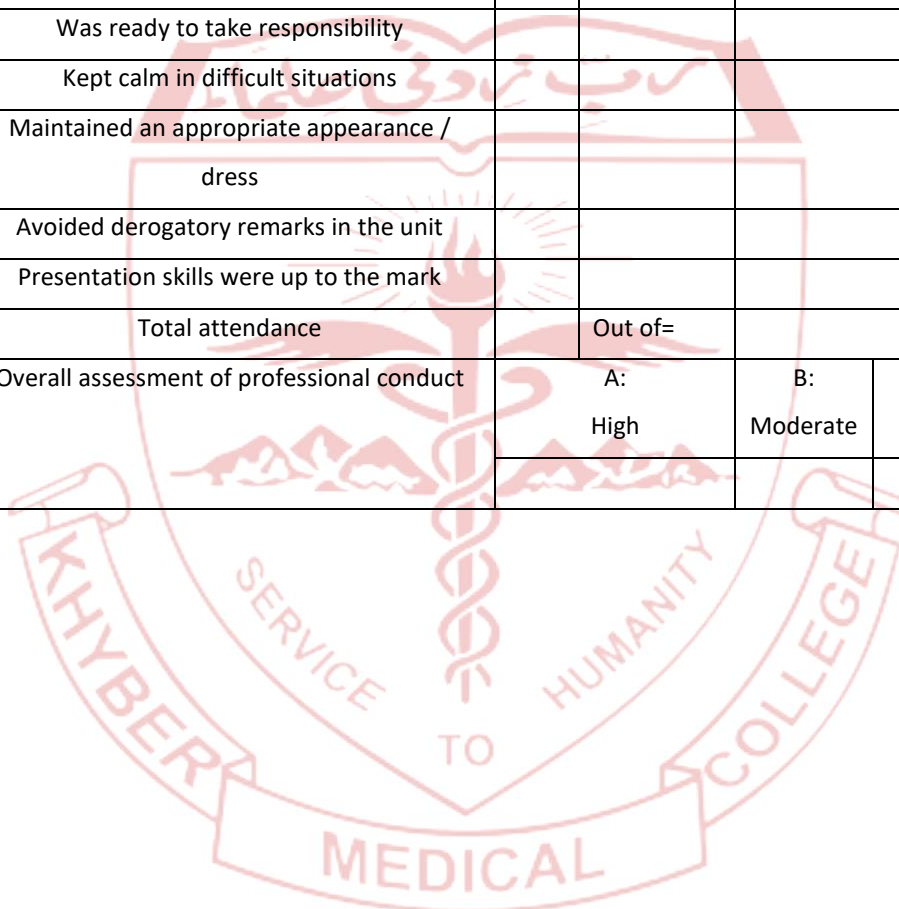 Was ready to take responsibility
Kept calm in difficult situations
Maintained an appropriate appearance /
dress
Avoided derogatory remarks in the unit
Presentation skills were up to the mark
Total attendance Out of=
Overall assessment of professional conduct A: B:
High Moderate
SERVICE
TO
HUMANITY
KHYBER
MEDICAL
COLLEGE